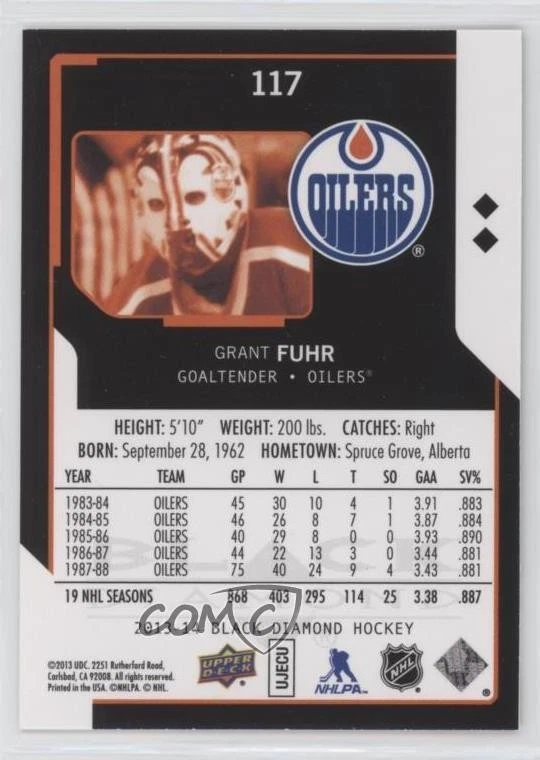 117
OILERS
®
GRANT FUHR
GOALTENDER • OILERS®
HEIGHT: 5'10" WEIGHT: 200 lbs. CATCHES: Right
BORN: September 28, 1962 HOMETOWN: Spruce Grove, Alberta
YEAR TEAM GP W L T SO GAA SV%
1983-84 OILERS 45 30 10 4 1 3.91 .883
1984-85 OILERS 46 26 8 7 1 3.87 .884
1985-86 OILERS 40 29 8 0 0 3.93 .890
1986-87 OILERS 44 22 13 3 0 3.44 .881
1987-88 OILERS 75 40 24 9 4 3.43 .881
BLACK
DIAMOND
19 NHL SEASONS 868 403 295 114 25 3.38 .887
COMC
®
2013-14 BLACK DIAMOND HOCKEY
©2013 UDC. 2251 Rutherford Road,
Carlsbad, CA 92008. All rights reserved.
Printed in the USA. ©NHLPA. © NHL.
UPPER
DECK
UJECU
NHLPA™
NHL
®